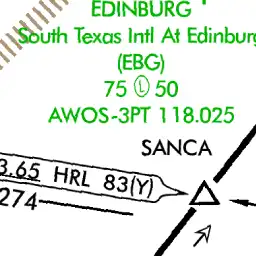 EDINBURG
South Texas Intl At Edinburg
(EBG)
75 Ⓛ 50
AWOS-3PT 118.025
SANCA
3.65 HRL 83(Y)
274